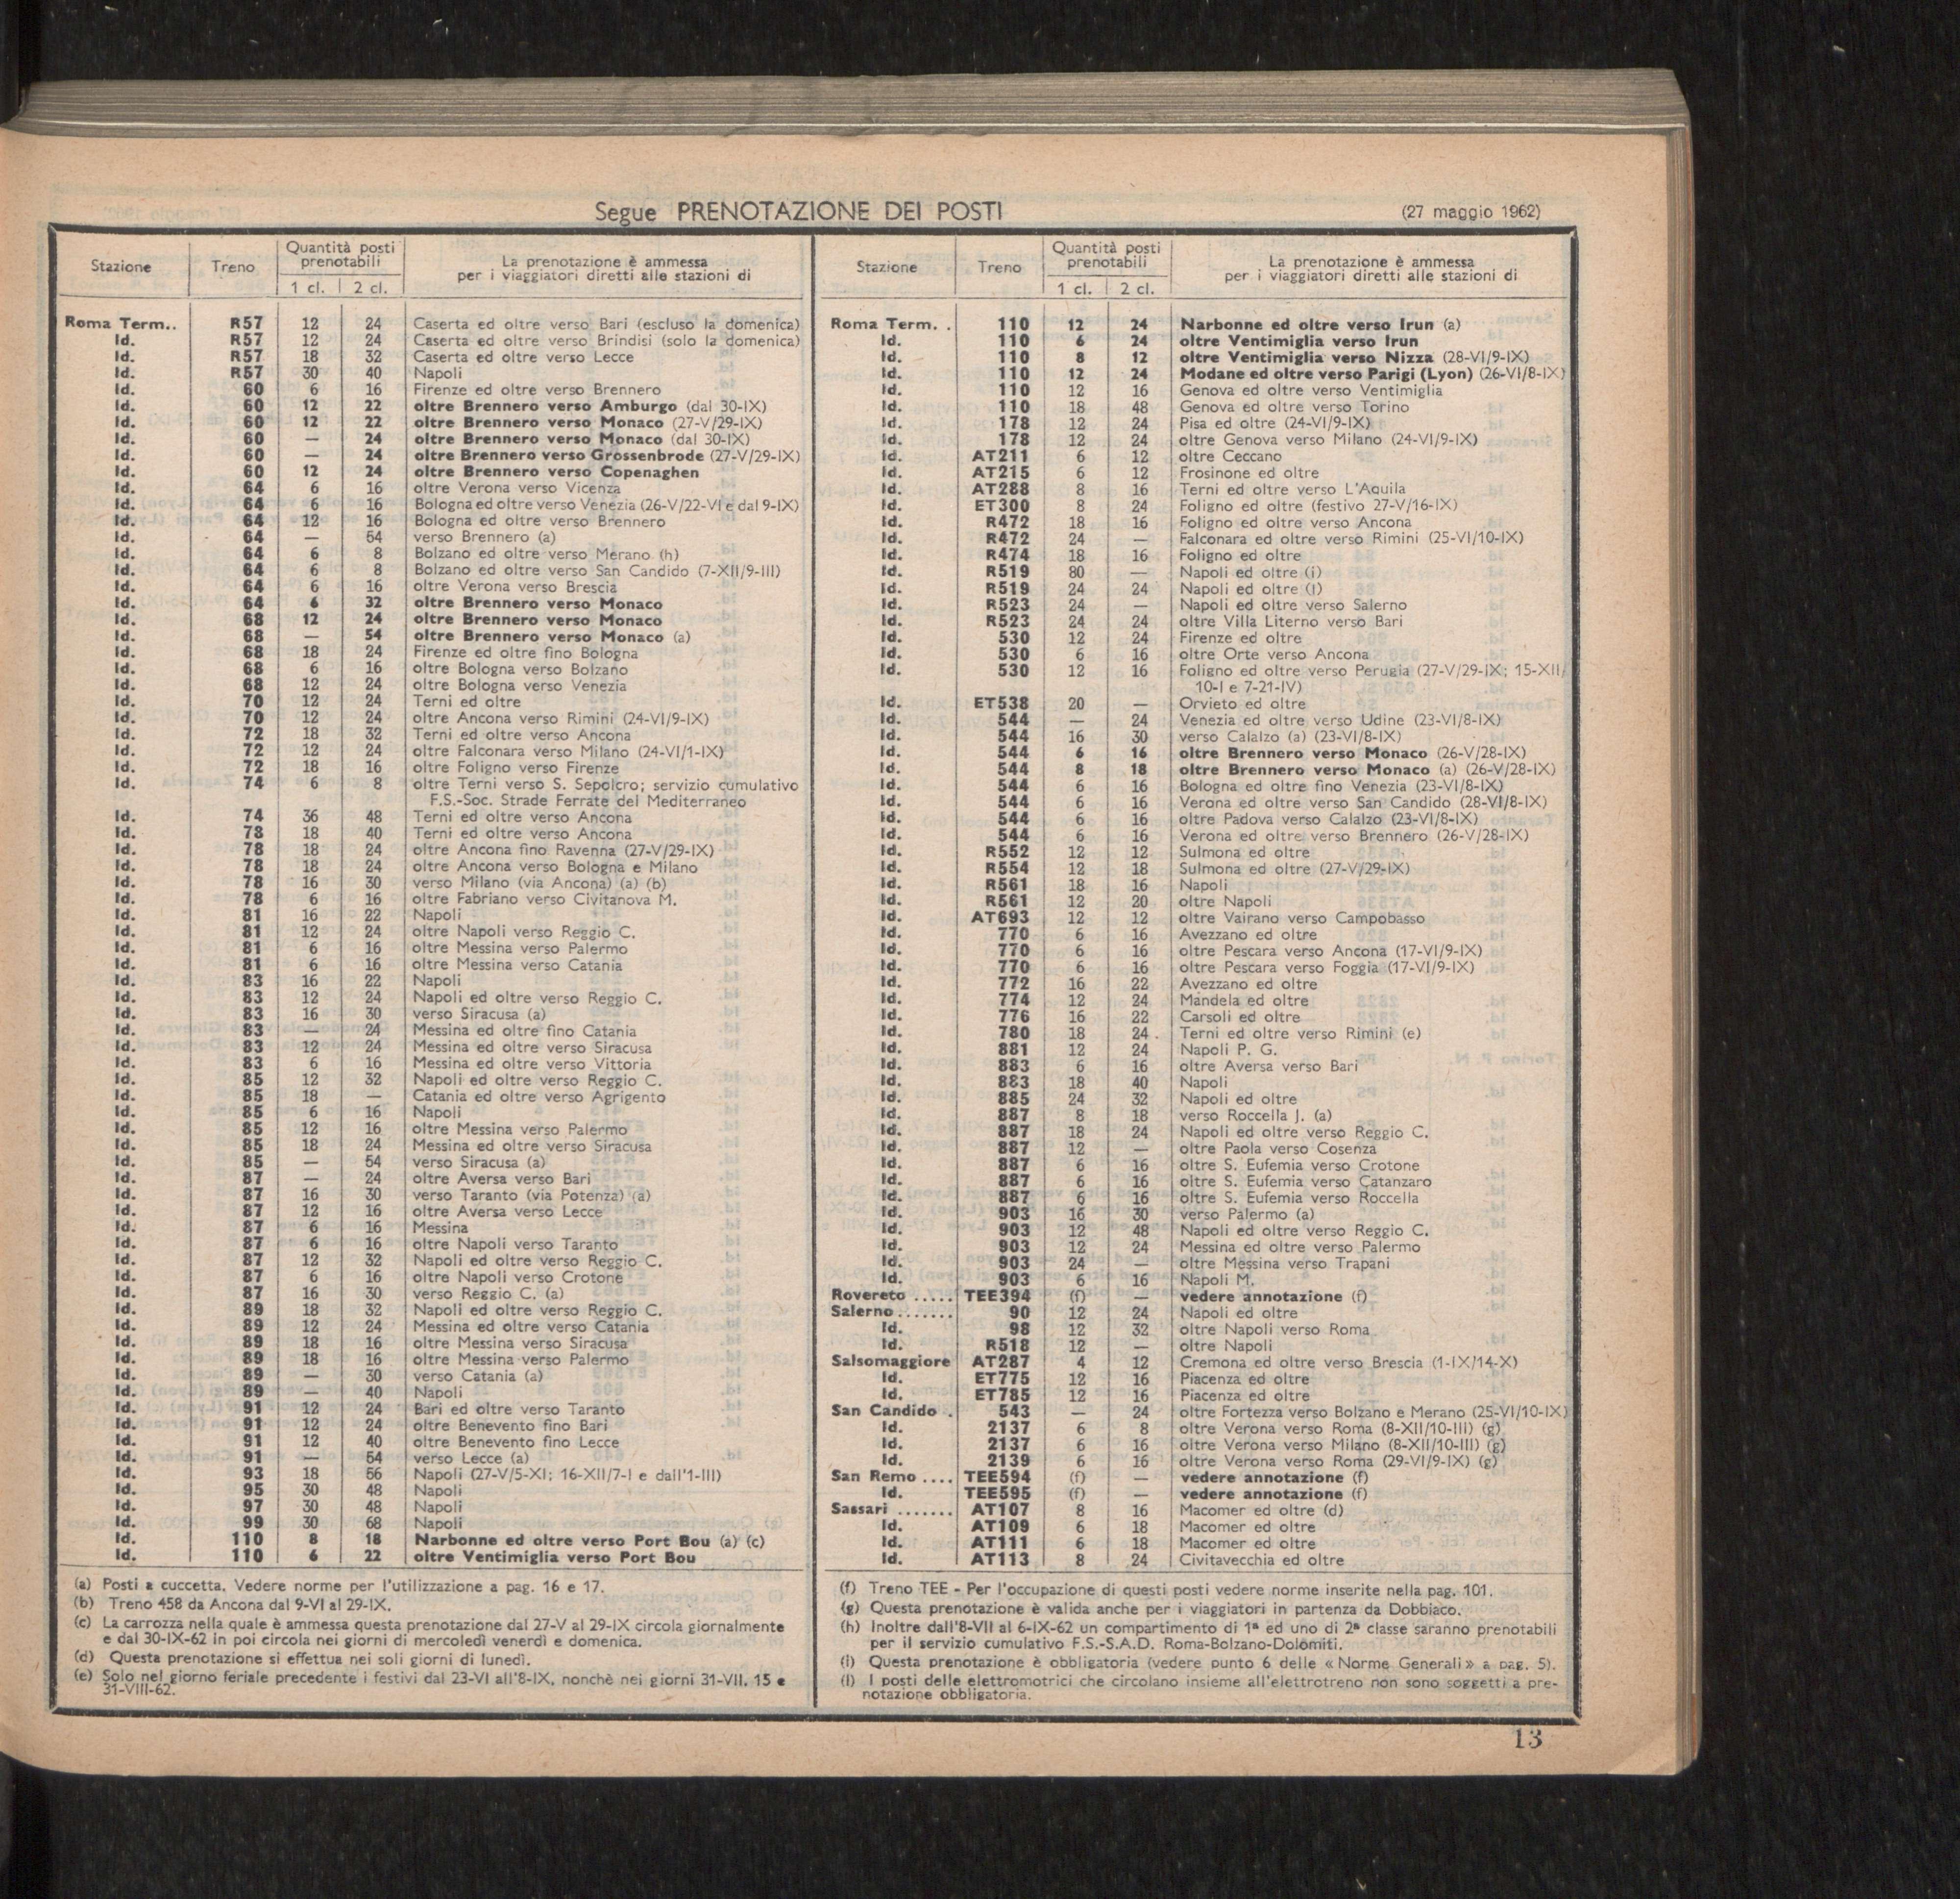 Segue PRENOTAZIONE DEI POSTI
(27 maggio 1962)
Stazione Treno Quantità posti prenotabili 1 cl. 2 cl. La prenotazione è ammessa per i viaggiatori diretti alle stazioni di
Roma Term.. R57 12 24 Caserta ed oltre verso Bari (escluso la domenica)
Id. R57 12 24 Caserta ed oltre verso Brindisi (solo la domenica)
Id. R57 18 32 Caserta ed oltre verso Lecce
Id. R57 30 40 Napoli
Id. 60 6 16 Firenze ed oltre verso Brennero
Id. 60 12 22 oltre Brennero verso Amburgo (dal 30-IX)
Id. 60 12 22 oltre Brennero verso Monaco (27-V/29-IX)
Id. 60 — 24 oltre Brennero verso Monaco (dal 30-IX)
Id. 60 — 24 oltre Brennero verso Grossenbrode (27-V/29-IX)
Id. 60 12 24 oltre Brennero verso Copenaghen
Id. 64 6 16 oltre Verona verso Vicenza
Id. 64 6 16 Bologna ed oltre verso Venezia (26-V/22-VI e dal 9-IX)
Id. 64 12 16 Bologna ed oltre verso Brennero
Id. 64 — 54 verso Brennero (a)
Id. 64 6 8 Bolzano ed oltre verso Merano (h)
Id. 64 6 8 Bolzano ed oltre verso San Candido (7-XII/9-III)
Id. 64 6 16 oltre Verona verso Brescia
Id. 64 6 32 oltre Brennero verso Monaco
Id. 68 12 24 oltre Brennero verso Monaco
Id. 68 — 54 oltre Brennero verso Monaco (a)
Id. 68 18 24 Firenze ed oltre fino Bologna
Id. 68 6 16 oltre Bologna verso Bolzano
Id. 68 12 24 oltre Bologna verso Venezia
Id. 70 12 24 Terni ed oltre
Id. 70 12 24 oltre Ancona verso Rimini (24-VI/9-IX)
Id. 72 18 32 Terni ed oltre verso Ancona
Id. 72 12 24 oltre Falconara verso Milano (24-VI/1-IX)
Id. 72 18 16 oltre Foligno verso Firenze
Id. 74 6 8 oltre Terni verso S. Sepolcro; servizio cumulativo
F.S.-Soc. Strade Ferrate del Mediterraneo
Id. 74 36 48 Terni ed oltre verso Ancona
Id. 78 18 40 Terni ed oltre verso Ancona
Id. 78 18 24 oltre Ancona fino Ravenna (27-V/29-IX)
Id. 78 18 24 oltre Ancona verso Bologna e Milano
Id. 78 16 30 verso Milano (via Ancona) (a) (b)
Id. 78 6 16 oltre Fabriano verso Civitanova M.
Id. 81 16 22 Napoli
Id. 81 12 24 oltre Napoli verso Reggio C.
Id. 81 6 16 oltre Messina verso Palermo
Id. 81 6 16 oltre Messina verso Catania
Id. 83 16 22 Napoli
Id. 83 12 24 Napoli ed oltre verso Reggio C.
Id. 83 16 30 verso Siracusa (a)
Id. 83 — 24 Messina ed oltre fino Catania
Id. 83 12 24 Messina ed oltre verso Siracusa
Id. 83 6 16 Messina ed oltre verso Vittoria
Id. 85 12 32 Napoli ed oltre verso Reggio C.
Id. 85 18 — Catania ed oltre verso Agrigento
Id. 85 6 16 Napoli
Id. 85 12 16 oltre Messina verso Palermo
Id. 85 18 24 Messina ed oltre verso Siracusa
Id. 85 — 54 verso Siracusa (a)
Id. 87 — 24 oltre Aversa verso Bari
Id. 87 16 30 verso Taranto (via Potenza) (a)
Id. 87 12 16 oltre Aversa verso Lecce
Id. 87 6 16 Messina
Id. 87 6 16 oltre Napoli verso Taranto
Id. 87 12 32 Napoli ed oltre verso Reggio C.
Id. 87 6 16 oltre Napoli verso Crotone
Id. 87 16 30 verso Reggio C. (a)
Id. 89 18 32 Napoli ed oltre verso Reggio C.
Id. 89 12 24 Messina ed oltre verso Catania
Id. 89 18 16 oltre Messina verso Siracusa
Id. 89 18 16 oltre Messina verso Palermo
Id. 89 — 30 verso Catania (a)
Id. 89 — 40 Napoli
Id. 91 12 24 Bari ed oltre verso Taranto
Id. 91 12 24 oltre Benevento fino Bari
Id. 91 12 40 oltre Benevento fino Lecce
Id. 91 — 54 verso Lecce (a)
Id. 93 18 56 Napoli (27-V/5-XI; 16-XII/7-I e dall'1-III)
Id. 95 30 48 Napoli
Id. 97 30 48 Napoli
Id. 99 30 68 Napoli
Id. 110 8 18 Narbonne ed oltre verso Port Bou (a) (c)
Id. 110 6 22 oltre Ventimiglia verso Port Bou
(a) Posti a cuccetta. Vedere norme per l'utilizzazione a pag. 16 e 17.
(b) Treno 458 da Ancona dal 9-VI al 29-IX.
(c) La carrozza nella quale è ammessa questa prenotazione dal 27-V al 29-IX circola giornalmente
e dal 30-IX-62 in poi circola nei giorni di mercoledì venerdì e domenica.
(d) Questa prenotazione si effettua nei soli giorni di lunedì.
(e) Solo nel giorno feriale precedente i festivi dal 23-VI all'8-IX, nonchè nei giorni 31-VII, 15 e
31-VIII-62.
Stazione Treno Quantità posti prenotabili 1 cl. 2 cl. La prenotazione è ammessa per i viaggiatori diretti alle stazioni di
Roma Term. . 110 12 24 Narbonne ed oltre verso Irun (a)
Id. 110 6 24 oltre Ventimiglia verso Irun
Id. 110 8 12 oltre Ventimiglia verso Nizza (28-VI/9-IX)
Id. 110 12 24 Modane ed oltre verso Parigi (Lyon) (26-VI/8-IX)
Id. 110 12 16 Genova ed oltre verso Ventimiglia
Id. 110 18 48 Genova ed oltre verso Torino
Id. 178 12 24 Pisa ed oltre (24-VI/9-IX)
Id. 178 12 24 oltre Genova verso Milano (24-VI/9-IX)
Id. AT211 6 12 oltre Ceccano
Id. AT215 6 12 Frosinone ed oltre
Id. AT288 8 16 Terni ed oltre verso L'Aquila
Id. ET300 8 24 Foligno ed oltre (festivo 27-V/16-IX)
Id. R472 18 16 Foligno ed oltre verso Ancona
Id. R472 24 — Falconara ed oltre verso Rimini (25-VI/10-IX)
Id. R474 18 16 Foligno ed oltre
Id. R519 80 — Napoli ed oltre (i)
Id. R519 24 24 Napoli ed oltre (l)
Id. R523 24 — Napoli ed oltre verso Salerno
Id. R523 24 24 oltre Villa Literno verso Bari
Id. 530 12 24 Firenze ed oltre
Id. 530 6 16 oltre Orte verso Ancona
Id. 530 12 16 Foligno ed oltre verso Perugia (27-V/29-IX; 15-XII/
10-I e 7-21-IV)
Id. ET538 20 — Orvieto ed oltre
Id. 544 — 24 Venezia ed oltre verso Udine (23-VI/8-IX)
Id. 544 16 30 verso Calalzo (a) (23-VI/8-IX)
Id. 544 6 16 oltre Brennero verso Monaco (26-V/28-IX)
Id. 544 8 18 oltre Brennero verso Monaco (a) (26-V/28-IX)
Id. 544 6 16 Bologna ed oltre fino Venezia (23-VI/8-IX)
Id. 544 6 16 Verona ed oltre verso San Candido (28-VI/8-IX)
Id. 544 6 16 oltre Padova verso Calalzo (23-VI/8-IX)
Id. 544 6 16 Verona ed oltre verso Brennero (26-V/28-IX)
Id. R552 12 12 Sulmona ed oltre
Id. R554 12 18 Sulmona ed oltre (27-V/29-IX)
Id. R561 18 16 Napoli
Id. R561 12 20 oltre Napoli
Id. AT693 12 12 oltre Vairano verso Campobasso
Id. 770 6 16 Avezzano ed oltre
Id. 770 6 16 oltre Pescara verso Ancona (17-VI/9-IX)
Id. 770 6 16 oltre Pescara verso Foggia (17-VI/9-IX)
Id. 772 16 22 Avezzano ed oltre
Id. 774 12 24 Mandela ed oltre
Id. 776 16 22 Carsoli ed oltre
Id. 780 18 24 Terni ed oltre verso Rimini (e)
Id. 881 12 24 Napoli P. G.
Id. 883 6 16 oltre Aversa verso Bari
Id. 883 18 40 Napoli
Id. 885 24 32 Napoli ed oltre
Id. 887 8 18 verso Roccella J. (a)
Id. 887 18 24 Napoli ed oltre verso Reggio C.
Id. 887 12 — oltre Paola verso Cosenza
Id. 887 6 16 oltre S. Eufemia verso Crotone
Id. 887 6 16 oltre S. Eufemia verso Catanzaro
Id. 887 6 16 oltre S. Eufemia verso Roccella
Id. 903 16 30 verso Palermo (a)
Id. 903 12 48 Napoli ed oltre verso Reggio C.
Id. 903 12 24 Messina ed oltre verso Palermo
Id. 903 24 — oltre Messina verso Trapani
Id. 903 6 16 Napoli M.
Rovereto ..... TEE394 (f) — vedere annotazione (f)
Salerno ....... 90 12 24 Napoli ed oltre
Id. 98 12 32 oltre Napoli verso Roma
Id. R518 12 — oltre Napoli
Salsomaggiore AT287 4 12 Cremona ed oltre verso Brescia (1-IX/14-X)
Id. ET775 12 16 Piacenza ed oltre
Id. ET785 12 16 Piacenza ed oltre
San Candido . 543 — 24 oltre Fortezza verso Bolzano e Merano (25-VI/10-IX)
Id. 2137 6 8 oltre Verona verso Roma (8-XII/10-III) (g)
Id. 2137 6 16 oltre Verona verso Milano (8-XII/10-III) (g)
Id. 2139 6 16 oltre Verona verso Roma (29-VI/9-IX) (g)
San Remo .... TEE594 (f) — vedere annotazione (f)
Id. TEE595 (f) — vedere annotazione (f)
Sassari ....... AT107 8 16 Macomer ed oltre (d)
Id. AT109 6 18 Macomer ed oltre
Id. AT111 6 18 Macomer ed oltre
Id. AT113 8 24 Civitavecchia ed oltre
(f) Treno TEE - Per l'occupazione di questi posti vedere norme inserite nella pag. 101.
(g) Questa prenotazione è valida anche per i viaggiatori in partenza da Dobbiaco.
(h) Inoltre dall'8-VII al 6-IX-62 un compartimento di 1ª ed uno di 2ª classe saranno prenotabili
per il servizio cumulativo F.S.-S.A.D. Roma-Bolzano-Dolomiti.
(i) Questa prenotazione è obbligatoria (vedere punto 6 delle « Norme Generali » a pag. 5).
(l) I posti delle elettromotrici che circolano insieme all'elettrotreno non sono soggetti a pre-
notazione obbligatoria.
13